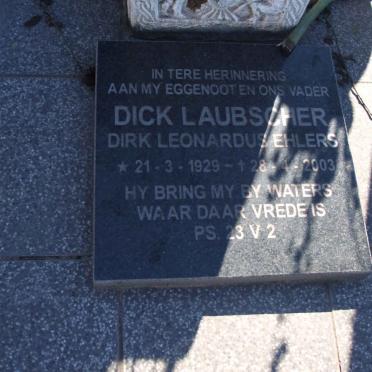 IN TERE HERINNERING
AAN MY EGGENOOT EN ONS VADER
DICK LAUBSCHER
DIRK LEONARDUS EHLERS
★ 21 - 3 - 1929 - † 28 - 1 - 2003
HY BRING MY BY WATERS
WAAR DAAR VREDE IS
PS. 23 V 2